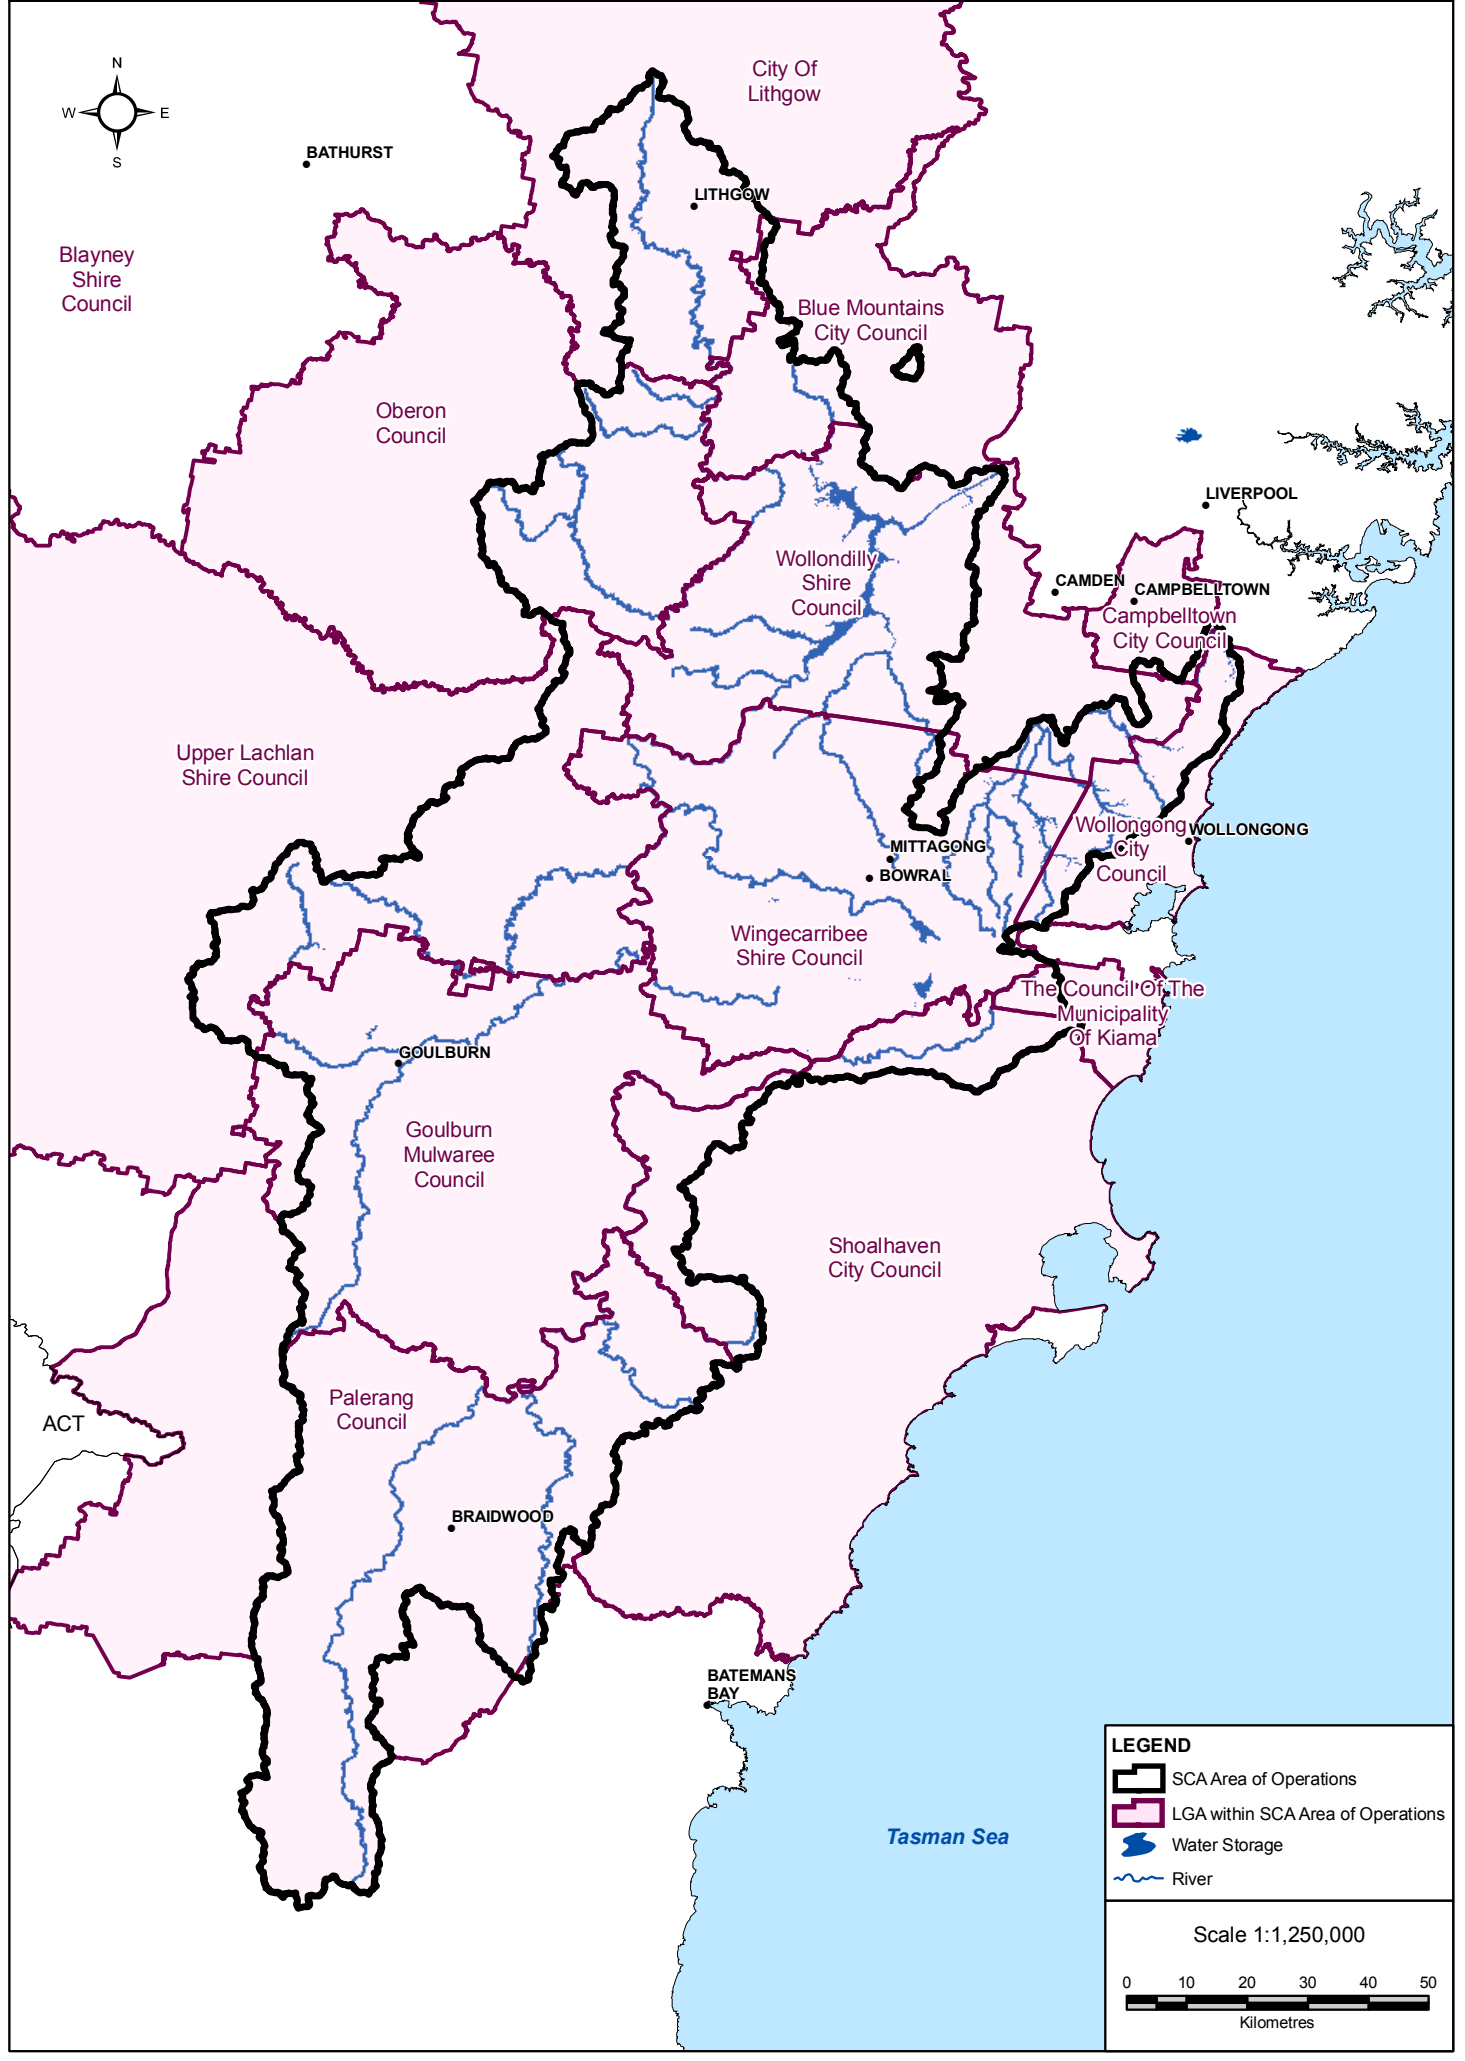 City Of
Lithgow
N
W
E
S
BATHURST
LITHGOW
Blayney
Shire
Council
Blue Mountains
City Council
Oberon
Council
LIVERPOOL
Wollondilly
Shire
Council
CAMDEN
CAMPBELLTOWN
Campbelltown
City Council
Upper Lachlan
Shire Council
Wollongong
City
Council
WOLLONGONG
MITTAGONG
BOWRAL
Wingecarribee
Shire Council
The Council Of The
Municipality
Of Kiama
GOULBURN
Goulburn
Mulwaree
Council
Shoalhaven
City Council
Palerang
Council
ACT
BRAIDWOOD
BATEMANS
BAY
Tasman Sea
LEGEND
SCA Area of Operations
LGA within SCA Area of Operations
Water Storage
River
Scale 1:1,250,000
0 10 20 30 40 50
Kilometres